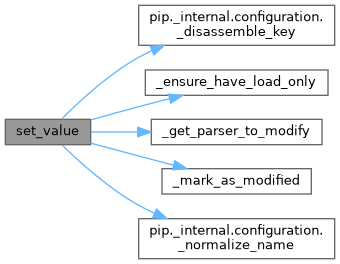 set_value
pip._internal.configuration.
_disassemble_key
_ensure_have_load_only
_get_parser_to_modify
_mark_as_modified
pip._internal.configuration.
_normalize_name